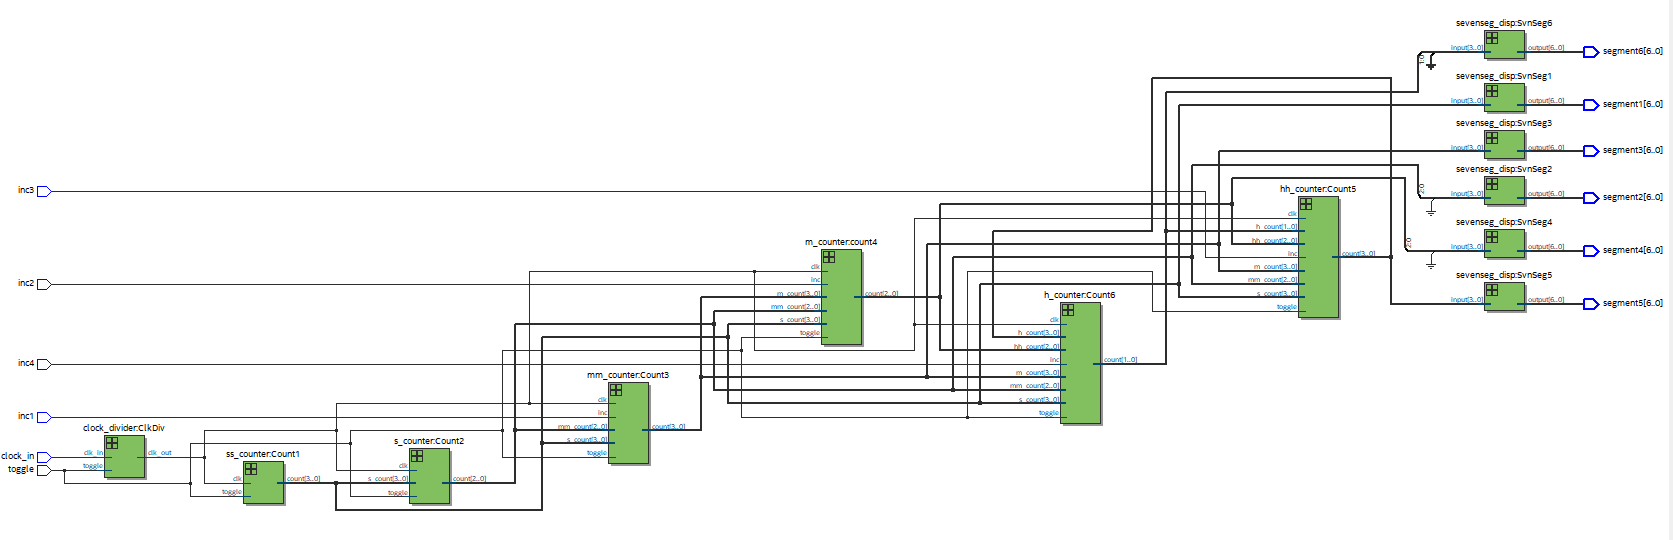 sevenseg_disp:SvnSeg6
input[3..0] output[6..0] segment6[6..0]
1:0
sevenseg_disp:SvnSeg1
input[3..0] output[6..0] segment1[6..0]
sevenseg_disp:SvnSeg3
input[3..0] output[6..0] segment3[6..0]
sevenseg_disp:SvnSeg2
input[3..0] output[6..0] segment2[6..0]
2:0
sevenseg_disp:SvnSeg4
input[3..0] output[6..0] segment4[6..0]
2:0
sevenseg_disp:SvnSeg5
input[3..0] output[6..0] segment5[6..0]
inc3
hh_counter:Count5
clk
h_count[1..0]
hh_count[2..0]
inc
count[3..0]
m_count[3..0]
mm_count[2..0]
s_count[3..0]
toggle
m_counter:count4
clk
inc2
inc
m_count[3..0]
count[2..0]
mm_count[2..0]
s_count[3..0]
toggle
h_counter:Count6
clk
h_count[3..0]
hh_count[2..0]
inc4
inc
count[1..0]
m_count[3..0]
mm_count[2..0]
s_count[3..0]
toggle
mm_counter:Count3
clk
inc1
inc
mm_count[2..0]
count[3..0]
s_count[3..0]
toggle
clock_divider:ClkDiv
clock_in
clk_in clk_out
toggle
toggle
ss_counter:Count1
clk
count[3..0]
toggle
s_counter:Count2
clk
s_count[3..0]
count[2..0]
toggle